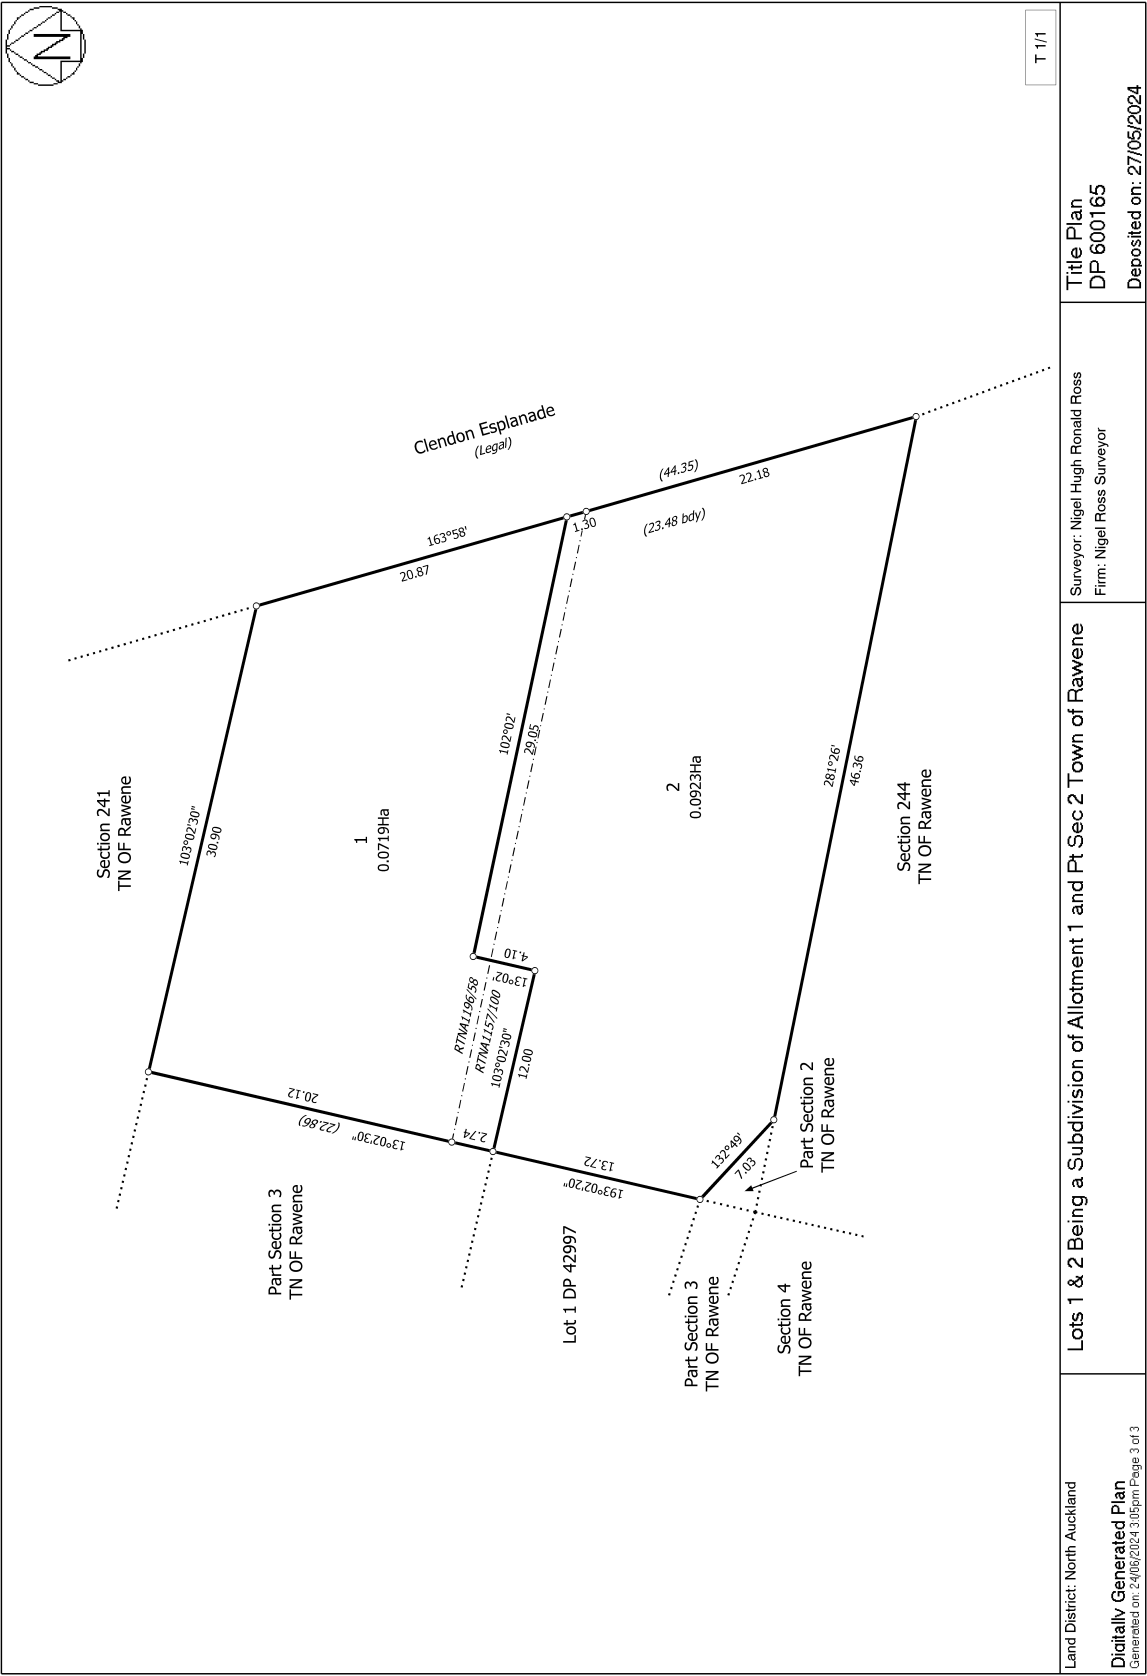 N
T 1/1
Section 241
TN OF Rawene
103°02'30"
30.90
Clendon Esplanade
(Legal)
163°58'
20.87
1
0.0719Ha
20.12
(22.86)
13°02'30"
Part Section 3
TN OF Rawene
102°02'
29.05
1.30
(44.35)
22.18
(23.48 bdy)
RTNA1196/58
RTNA1157/100
4.10
13°02'
103°02'30"
12.00
2.74
2
0.0923Ha
13.72
193°02'20"
Lot 1 DP 42997
281°26'
46.36
Section 244
TN OF Rawene
132°49'
7.03
Part Section 2
TN OF Rawene
Part Section 3
TN OF Rawene
Section 4
TN OF Rawene
Land District: North Auckland
Digitally Generated Plan
Generated on: 24/06/2024 3:05pm Page 3 of 3
Lots 1 & 2 Being a Subdivision of Allotment 1 and Pt Sec 2 Town of Rawene
Surveyor: Nigel Hugh Ronald Ross
Firm: Nigel Ross Surveyor
Title Plan
DP 600165
Deposited on: 27/05/2024